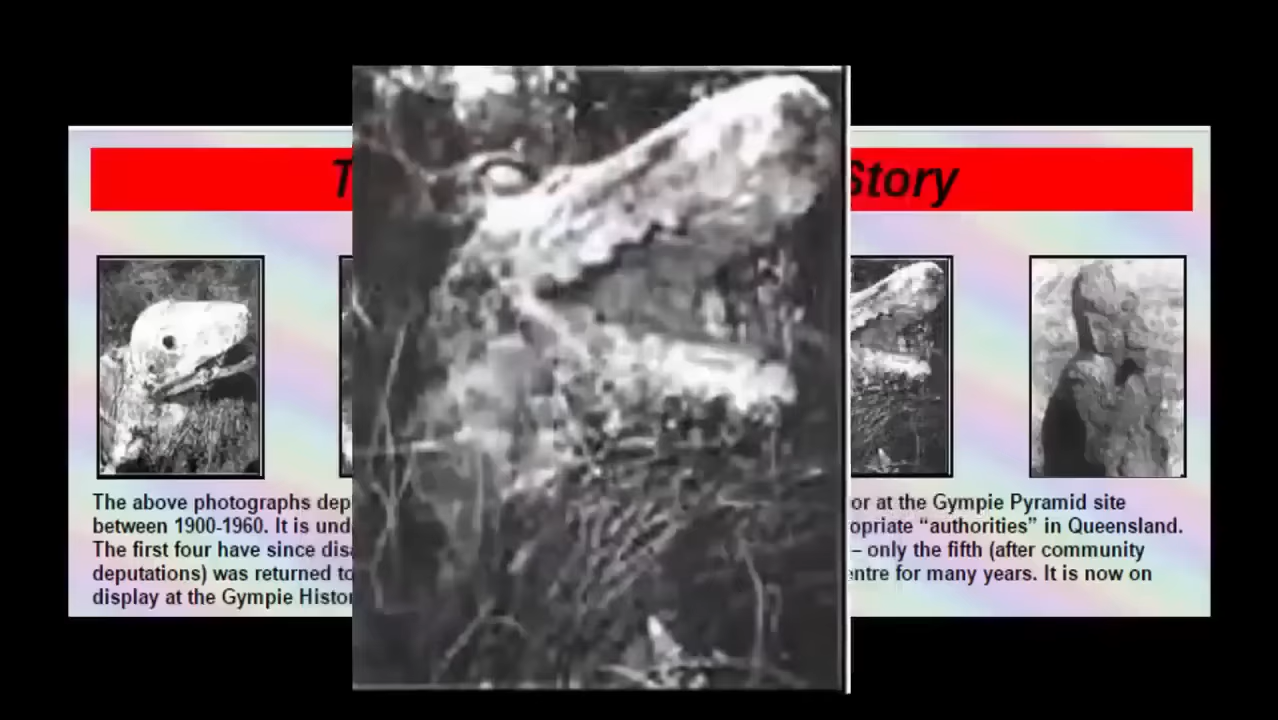 Story
The above photographs dep or at the Gympie Pyramid site
between 1900-1960. It is und opriate “authorities” in Queensland.
The first four have since disa – only the fifth (after community
deputations) was returned to entre for many years. It is now on
display at the Gympie Histor